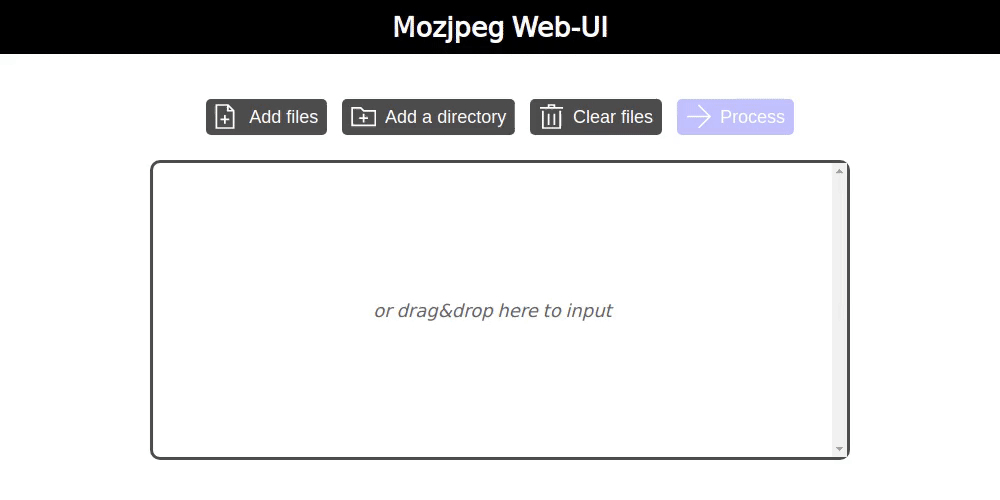 Mozjpeg Web-UI
Add files
Add a directory
Clear files
Process
or drag&drop here to input